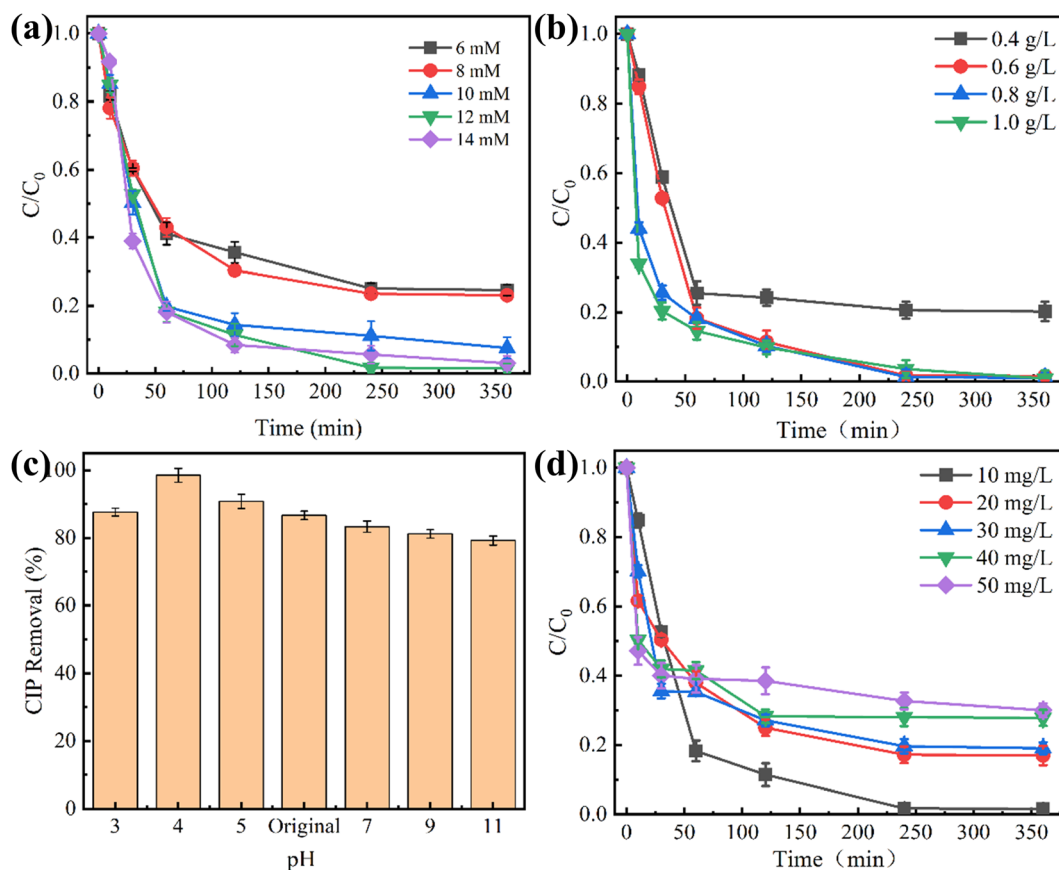 (a)
1.0
0.8
0.6
0.4
0.2
0.0
C/C0
6 mM
8 mM
10 mM
12 mM
14 mM
0 50 100 150 200 250 300 350
Time (min)
(b)
1.0
0.8
0.6
0.4
0.2
0.0
C/C0
0.4 g/L
0.6 g/L
0.8 g/L
1.0 g/L
0 50 100 150 200 250 300 350
Time（min）
(c)
00
80
60
40
20
0
CIP Removal (%)
3 4 5 Original 7 9 11
pH
(d)
1.0
0.8
0.6
0.4
0.2
0.0
C/C0
10 mg/L
20 mg/L
30 mg/L
40 mg/L
50 mg/L
0 50 100 150 200 250 300 350
Time（min）